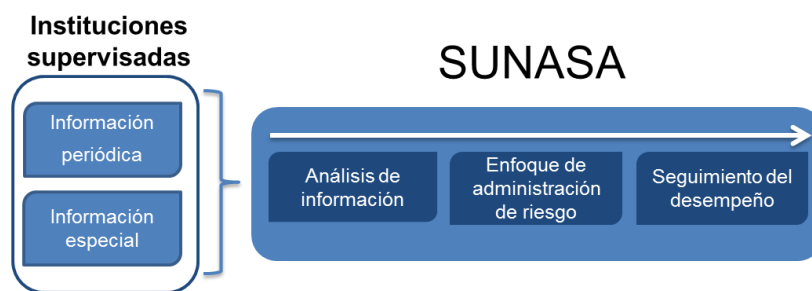 Instituciones
supervisadas
Información
periódica
Información
especial
SUNASA
Análisis de
información
Enfoque de
administración
de riesgo
Seguimiento del
desempeño